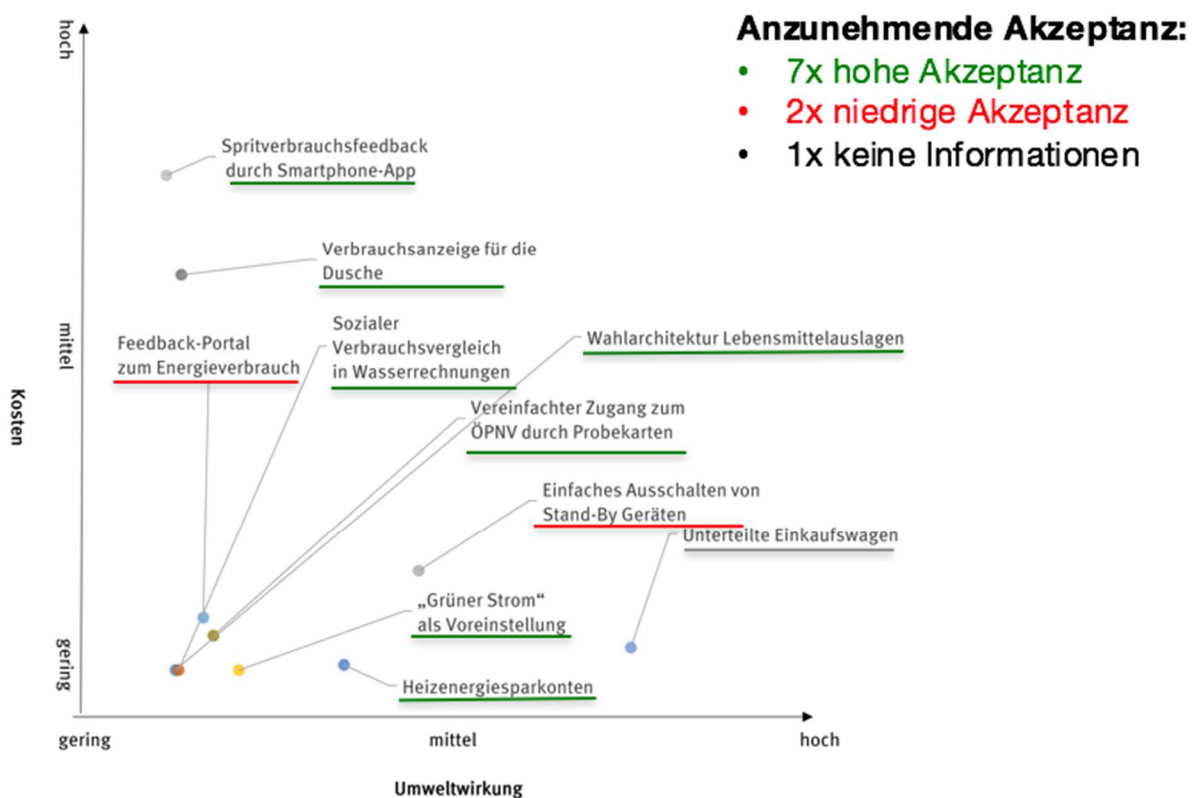 Anzunehmende Akzeptanz:
• 7x hohe Akzeptanz
• 2x niedrige Akzeptanz
• 1x keine Informationen
hoch
mittel
gering
Kosten
Spritverbrauchsfeedback
durch Smartphone-App
Verbrauchsanzeige für die
Dusche
Feedback-Portal
zum Energieverbrauch
Sozialer
Verbrauchsvergleich
in Wasserrechnungen
Wahlarchitektur Lebensmittelauslagen
Vereinfachter Zugang zum
ÖPNV durch Probekarten
Einfaches Ausschalten von
Stand-By Geräten
Unterteilte Einkaufswagen
„Grüner Strom“
als Voreinstellung
Heizenergiesparkonten
gering
mittel
hoch
Umweltwirkung